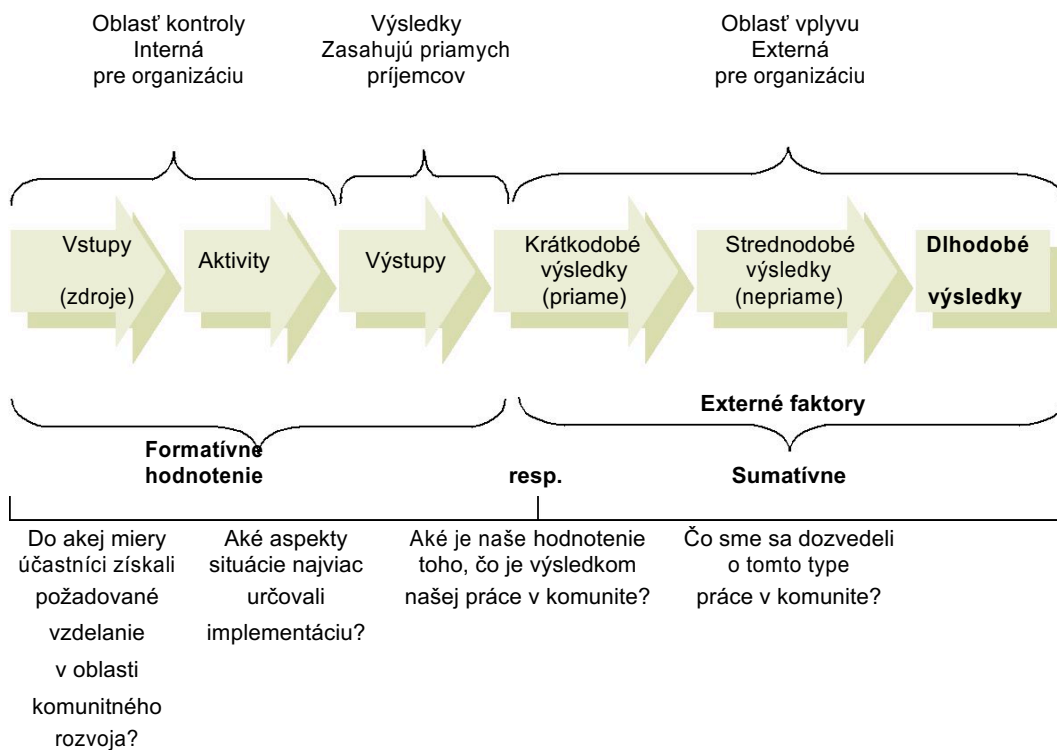 Oblasť kontroly
Interná
pre organizáciu
Výsledky
Zasahujú priamych
príjemcov
Oblasť vplyvu
Externá
pre organizáciu
Vstupy
(zdroje)
Aktivity
Výstupy
Krátkodobé
výsledky
(priame)
Strednodobé
výsledky
(nepriame)
Dlhodobé
výsledky
Externé faktory
Formatívne
hodnotenie
resp.
Sumatívne
Do akej miery
účastníci získali
požadované
vzdelanie
v oblasti
komunitného
rozvoja?
Aké aspekty
situácie najviac
určovali
implementáciu?
Aké je naše hodnotenie
toho, čo je výsledkom
našej práce v komunite?
Čo sme sa dozvedeli
o tomto type
práce v komunite?